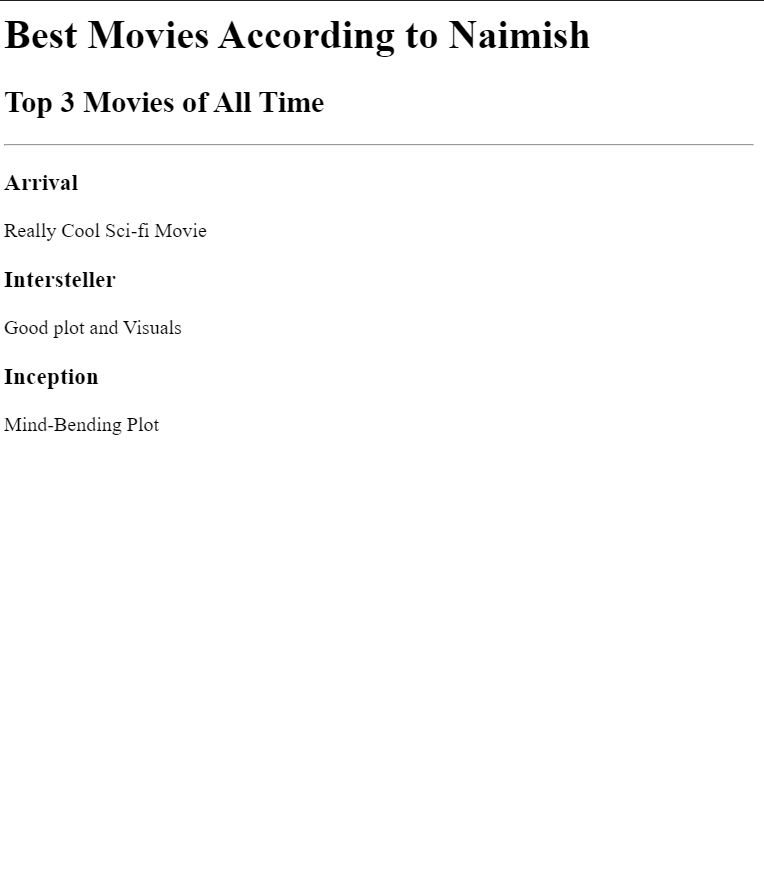 Best Movies According to Naimish
Top 3 Movies of All Time
Arrival
Really Cool Sci-fi Movie
Intersteller
Good plot and Visuals
Inception
Mind-Bending Plot